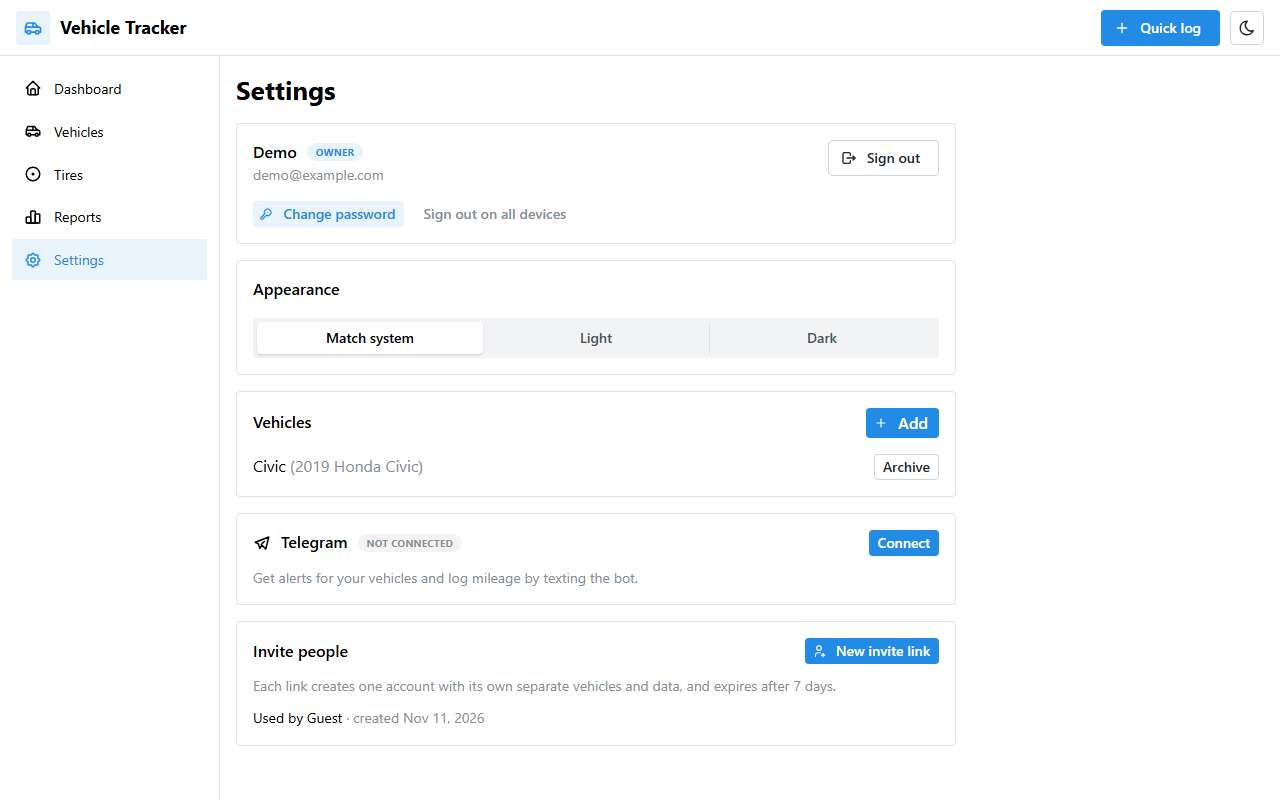 Vehicle Tracker
Quick log
Dashboard
Vehicles
Tires
Reports
Settings
Settings
Demo OWNER
demo@example.com
Sign out
Change password
Sign out on all devices
Appearance
Match system
Light
Dark
Vehicles
Add
Civic (2019 Honda Civic)
Archive
Telegram NOT CONNECTED
Connect
Get alerts for your vehicles and log mileage by texting the bot.
Invite people
New invite link
Each link creates one account with its own separate vehicles and data, and expires after 7 days.
Used by Guest · created Nov 11, 2026